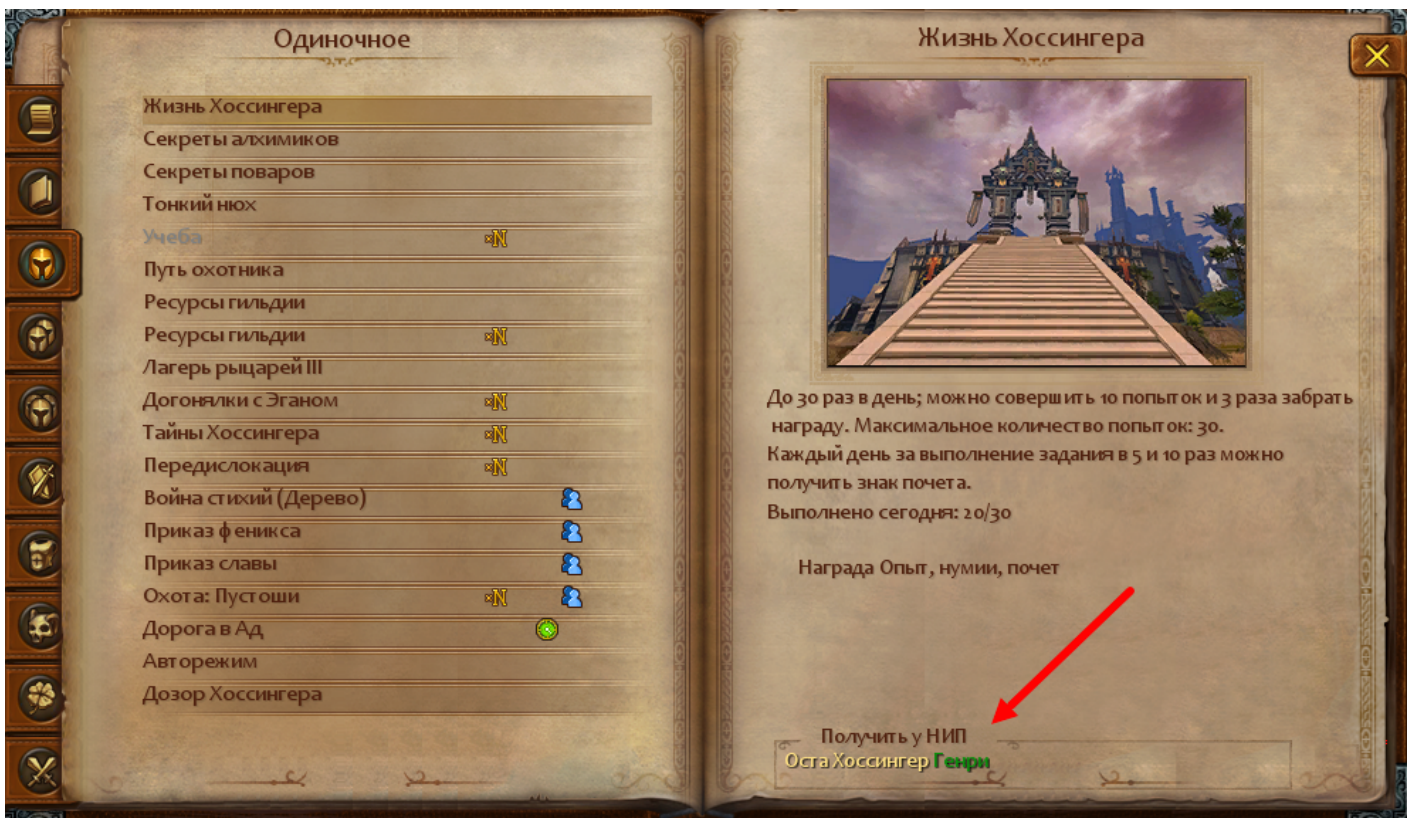 Одиночное
Жизнь Хоссингера
Секреты алхимиков
Секреты поваров
Тонкий нюх
Учеба ×N
Путь охотника
Ресурсы гильдии
Ресурсы гильдии ×N
Лагерь рыцарей III
Догонялки с Эганом ×N
Тайны Хоссингера ×N
Передислокация ×N
Война стихий (Дерево)
Приказ феникса
Приказ славы
Охота: Пустоши ×N
Дорога в Ад
Авторежим
Дозор Хоссингера
Жизнь Хоссингера
До 30 раз в день; можно совершить 10 попыток и 3 раза забрать
награду. Максимальное количество попыток: 30.
Каждый день за выполнение задания в 5 и 10 раз можно
получить знак почета.
Выполнено сегодня: 20/30
Награда Опыт, нумии, почет
Получить у НИП
Оста Хоссингер Генри